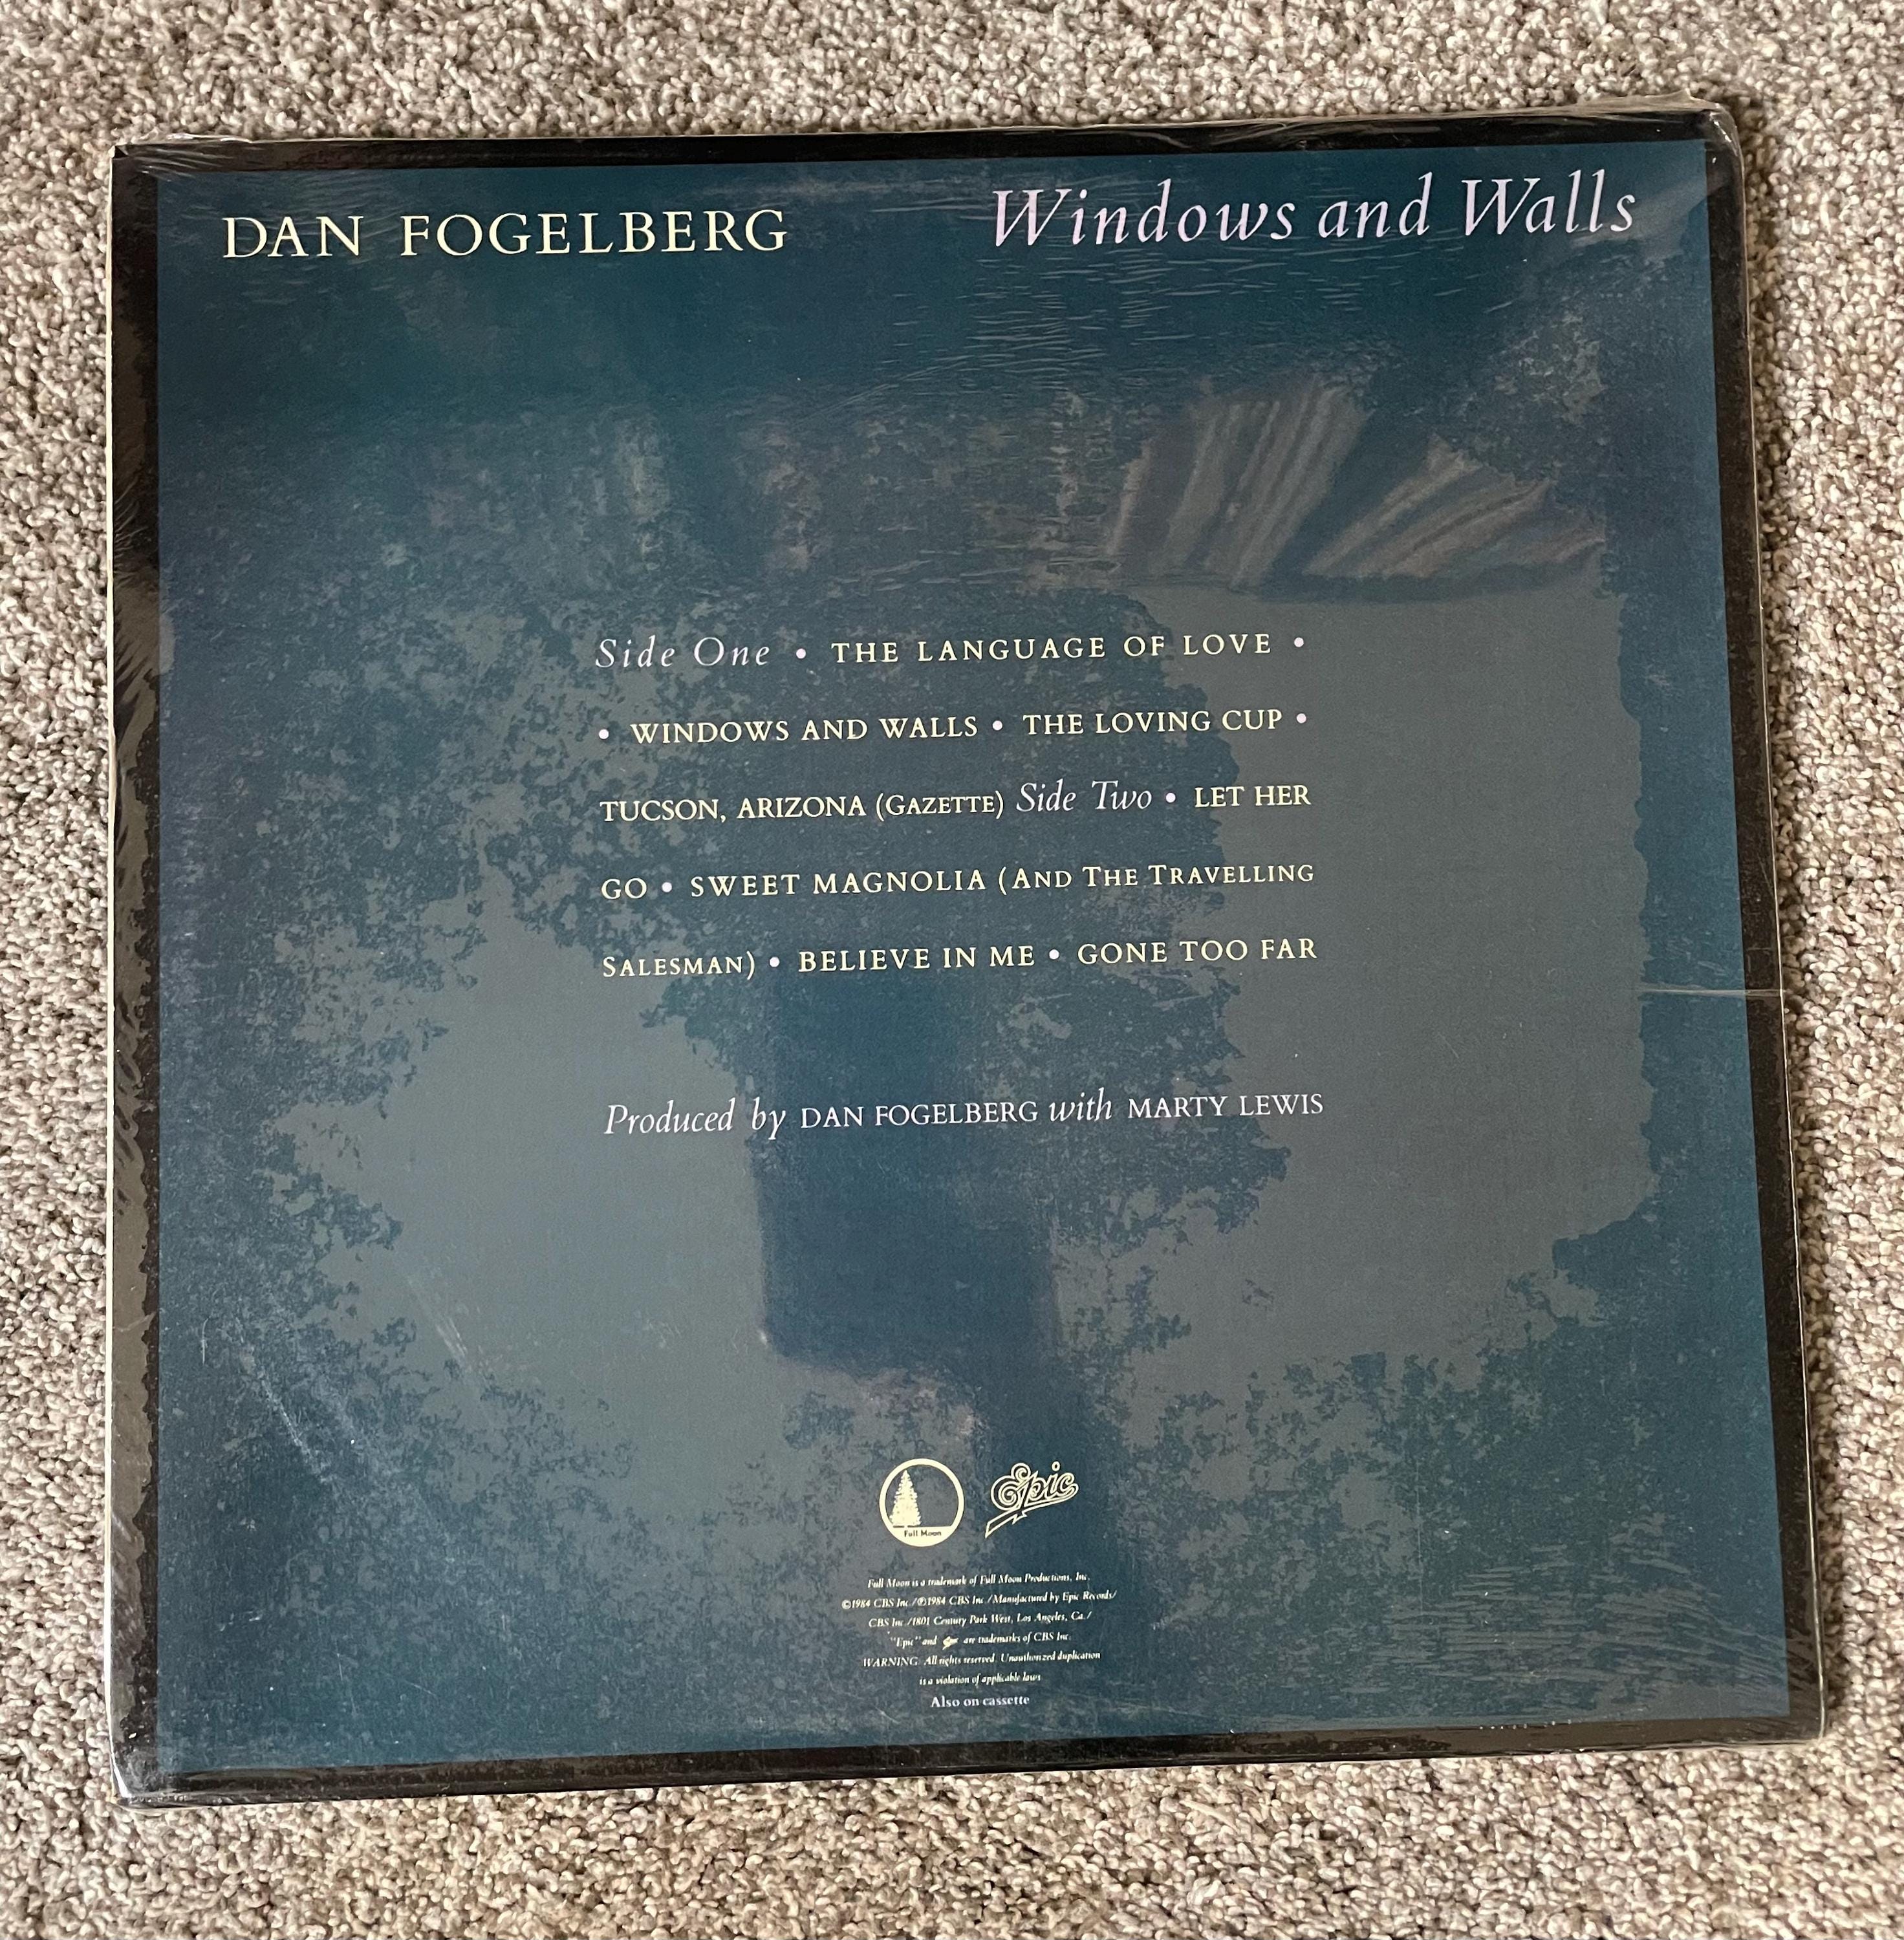 DAN FOGELBERG
Windows and Walls
Side One • THE LANGUAGE OF LOVE •
• WINDOWS AND WALLS • THE LOVING CUP •
TUCSON, ARIZONA (GAZETTE) Side Two • LET HER
GO • SWEET MAGNOLIA (AND THE TRAVELLING
SALESMAN) • BELIEVE IN ME • GONE TOO FAR
Produced by DAN FOGELBERG with MARTY LEWIS
Full Moon
Epic
Full Moon is a trademark of Full Moon Productions, Inc.
©1984 CBS Inc./℗1984 CBS Inc./Manufactured by Epic Records/
CBS Inc./1801 Century Park West, Los Angeles, Ca./
"Epic" and are trademarks of CBS Inc.
WARNING: All rights reserved. Unauthorized duplication
is a violation of applicable laws
Also on cassette